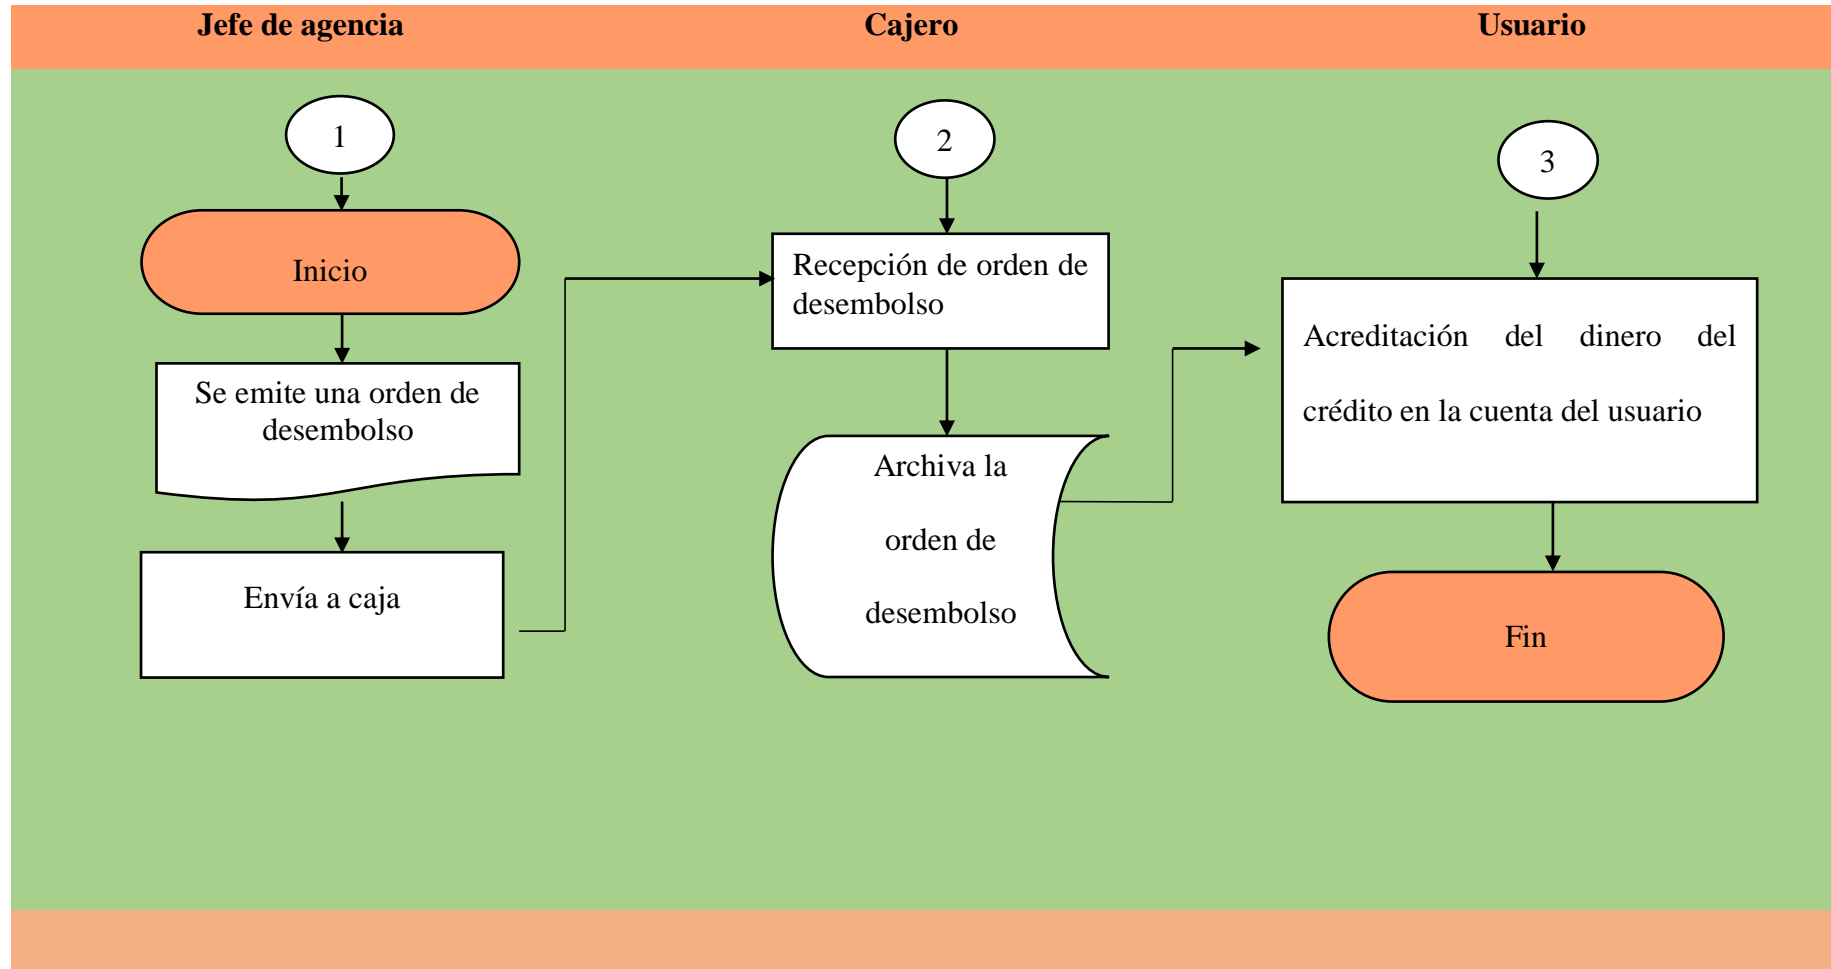 Jefe de agencia
Cajero
Usuario
1
Inicio
Se emite una orden de
desembolso
Envía a caja
2
Recepción de orden de
desembolso
Archiva la
orden de
desembolso
3
Acreditación del dinero del
crédito en la cuenta del usuario
Fin